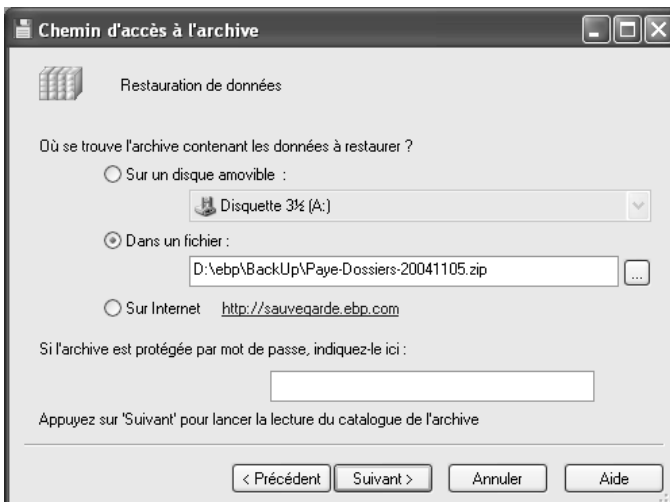 Chemin d'accès à l'archive
Restauration de données
Où se trouve l'archive contenant les données à restaurer ?
Sur un disque amovible :
Disquette 3½ (A:)
Dans un fichier :
D:\ebp\BackUp\Paye-Dossiers-20041105.zip
...
Sur Internet http://sauvegarde.ebp.com
Si l'archive est protégée par mot de passe, indiquez-le ici :
Appuyez sur 'Suivant' pour lancer la lecture du catalogue de l'archive
< Précédent Suivant > Annuler Aide